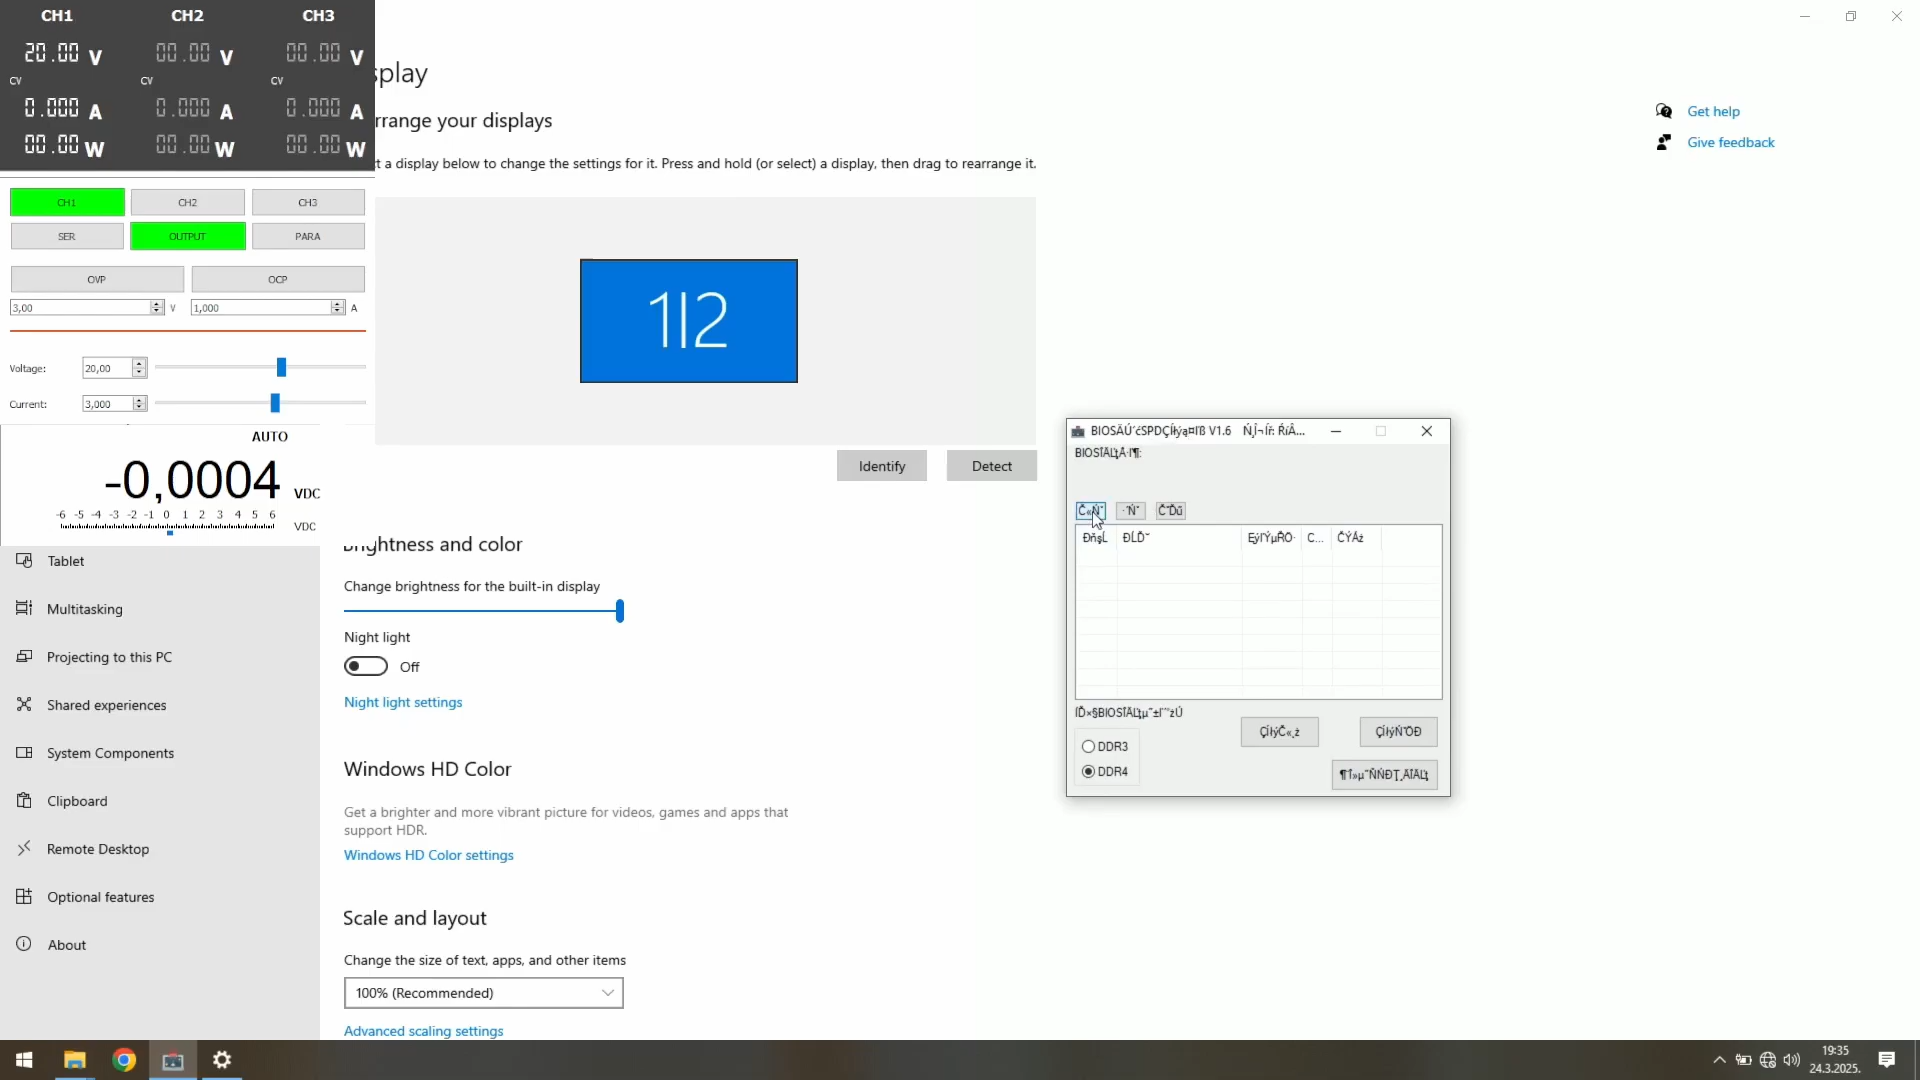 CH1 CH2 CH3
20.00 V 00.00 V 00.00 V
CV CV CV
0.000 A 0.000 A 0.000 A
00.00 W 00.00 W 00.00 W
CH1 CH2 CH3
SER OUTPUT PARA
OVP OCP
3,00 V 1,000 A
Voltage: 20,00
Current: 3,000
AUTO
-0,0004 VDC
-6 -5 -4 -3 -2 -1 0 1 2 3 4 5 6
VDC
Tablet
Multitasking
Projecting to this PC
Shared experiences
System Components
Clipboard
Remote Desktop
Optional features
About
splay
rrange your displays
t a display below to change the settings for it. Press and hold (or select) a display, then drag to rearrange it.
1|2
Identify Detect
Brightness and color
Change brightness for the built-in display
Night light
Off
Night light settings
Windows HD Color
Get a brighter and more vibrant picture for videos, games and apps that
support HDR.
Windows HD Color settings
Scale and layout
Change the size of text, apps, and other items
100% (Recommended)
Advanced scaling settings
Get help
Give feedback
V1.6
DDR3
DDR4
19:35
24.3.2025.